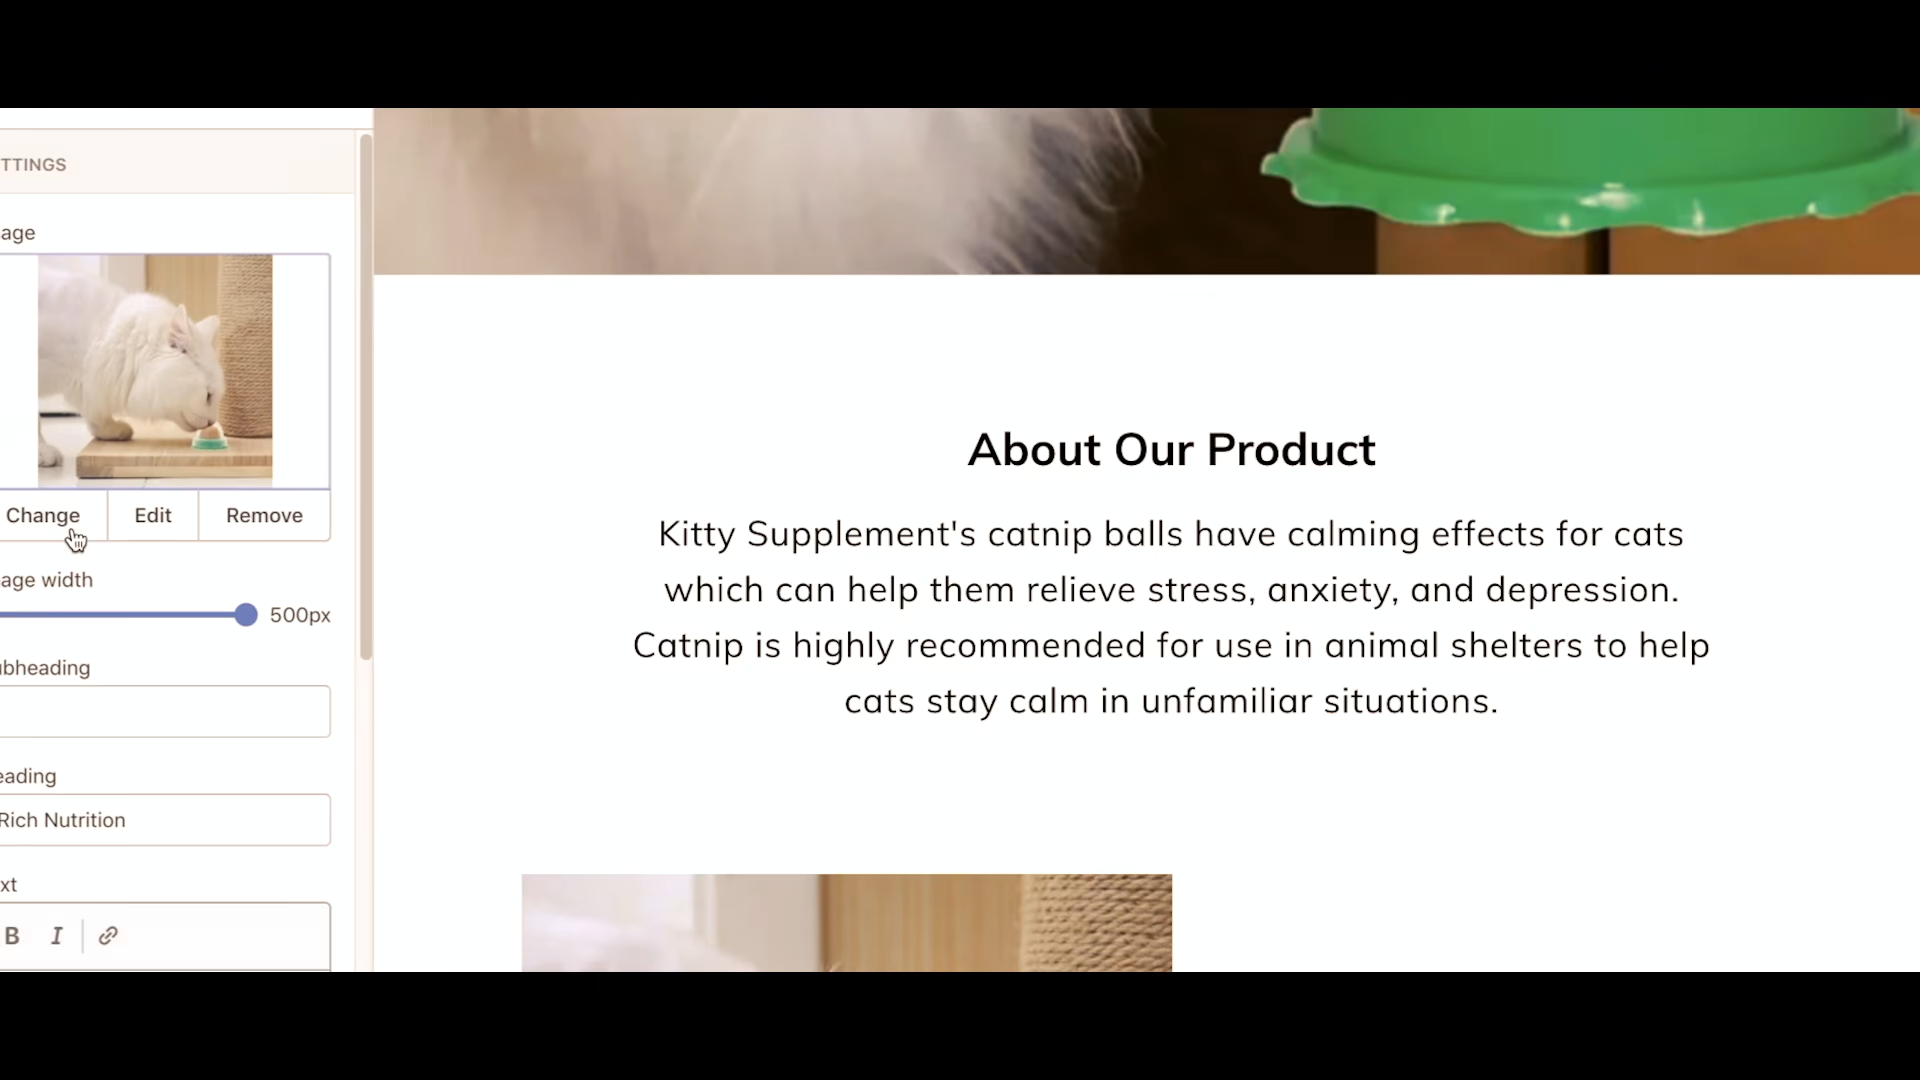 TTINGS
age
Change Edit Remove
age width
500px
ubheading
eading
Rich Nutrition
xt
B I
About Our Product
Kitty Supplement's catnip balls have calming effects for cats
which can help them relieve stress, anxiety, and depression.
Catnip is highly recommended for use in animal shelters to help
cats stay calm in unfamiliar situations.